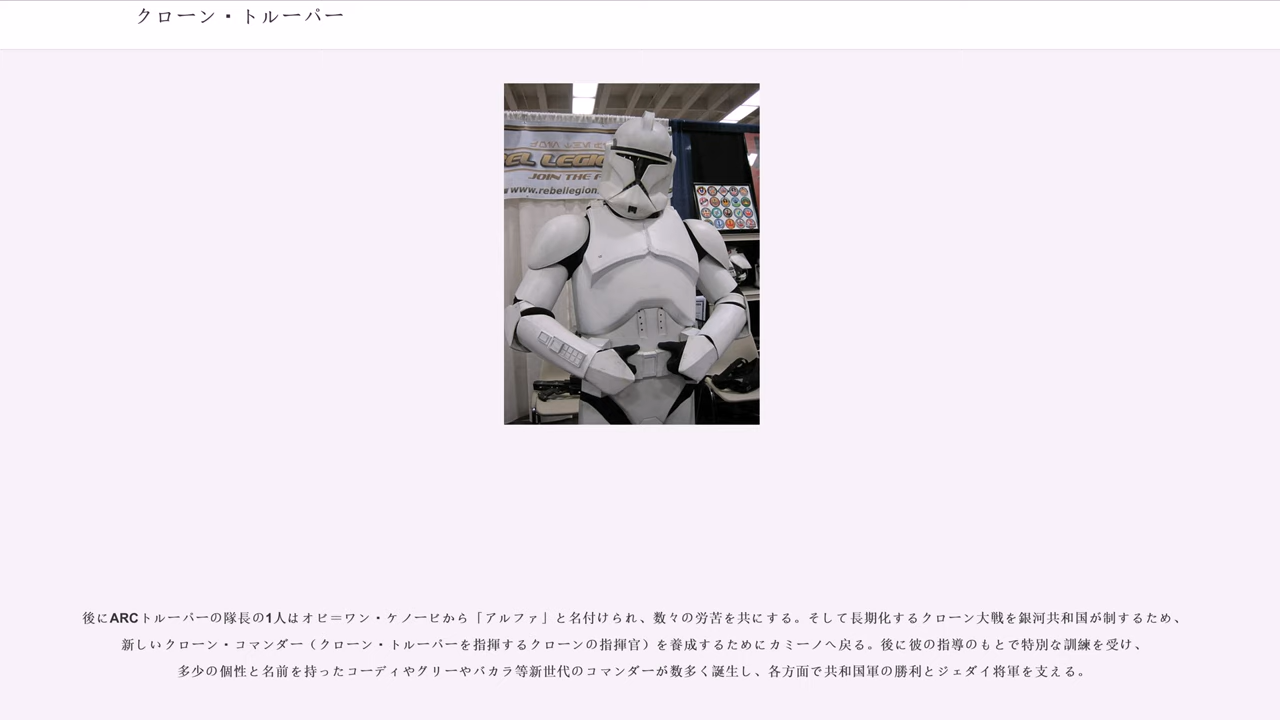 クローン・トルーパー
EL LEGIO
JOIN THE F
www.rebellegion.
後にARCトルーパーの隊長の1人はオビ＝ワン・ケノービから「アルファ」と名付けられ、数々の労苦を共にする。そして長期化するクローン大戦を銀河共和国が制するため、
新しいクローン・コマンダー（クローン・トルーパーを指揮するクローンの指揮官）を養成するためにカミーノへ戻る。後に彼の指導のもとで特別な訓練を受け、
多少の個性と名前を持ったコーディやグリーやバカラ等新世代のコマンダーが数多く誕生し、各方面で共和国軍の勝利とジェダイ将軍を支える。